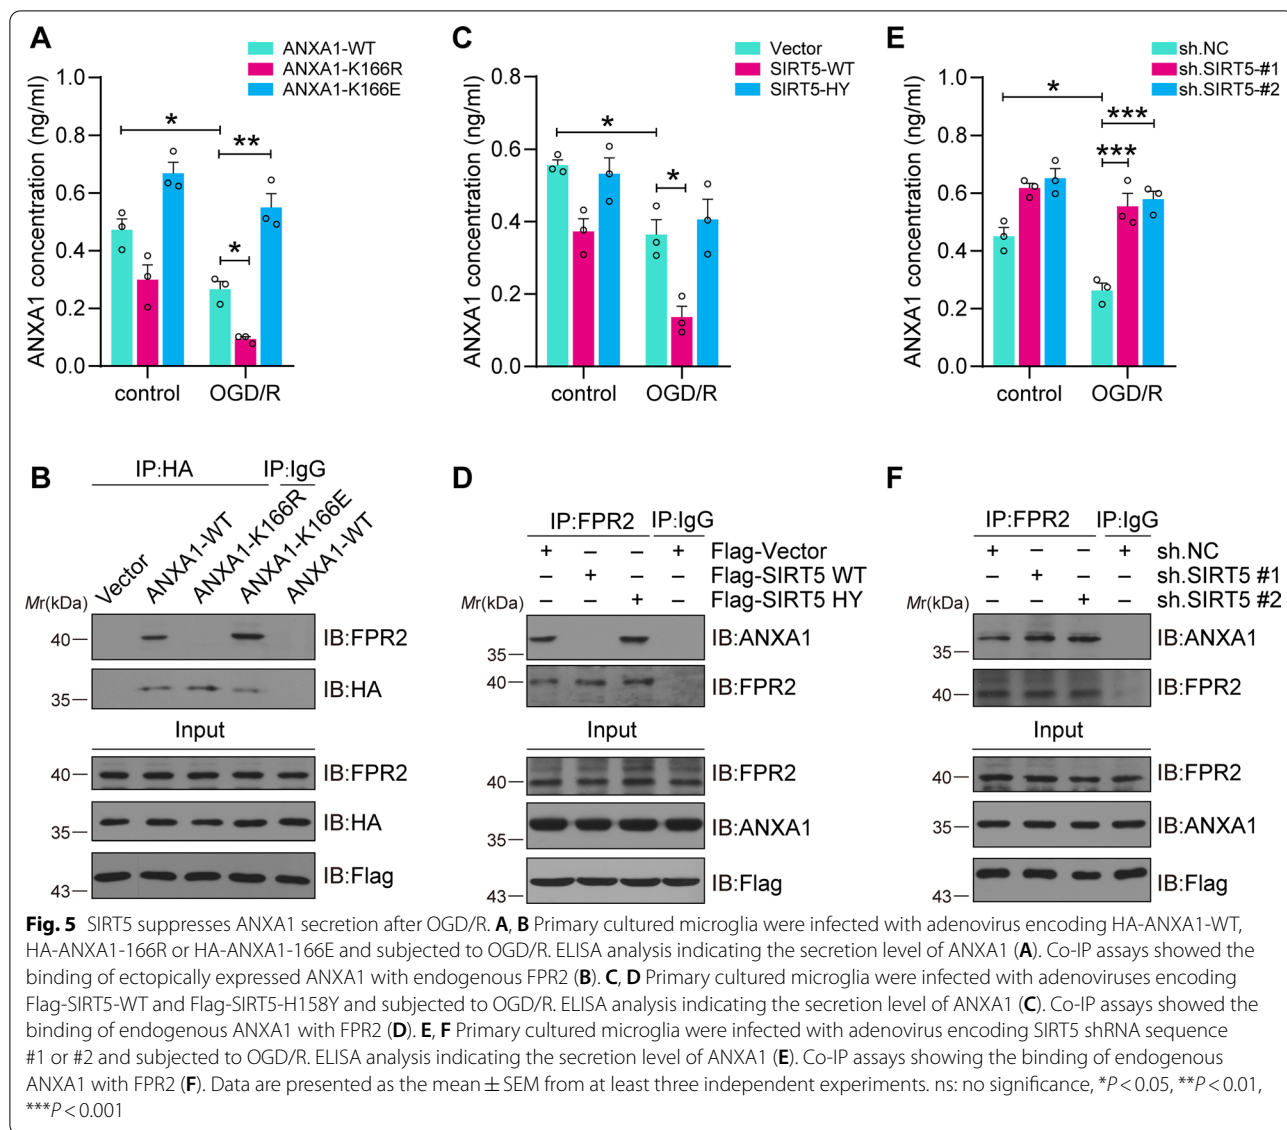 A
ANXA1-WT
ANXA1-K166R
ANXA1-K166E
ANXA1 concentration (ng/ml)
1.0
0.8
0.6
0.4
0.2
0.0
*
**
*
control OGD/R
C
Vector
SIRT5-WT
SIRT5-HY
ANXA1 concentration (ng/ml)
0.8
0.6
0.4
0.2
0.0
*
*
control OGD/R
E
sh.NC
sh.SIRT5-#1
sh.SIRT5-#2
ANXA1 concentration (ng/ml)
1.0
0.8
0.6
0.4
0.2
0.0
*
***
***
control OGD/R
B
IP:HA IP:IgG
Vector ANXA1-WT ANXA1-K166R ANXA1-K166E ANXA1-WT
Mr(kDa)
40 IB:FPR2
35 IB:HA
Input
40 IB:FPR2
35 IB:HA
43 IB:Flag
D
IP:FPR2 IP:IgG
+ − − + Flag-Vector
− + − − Flag-SIRT5 WT
− − + − Flag-SIRT5 HY
Mr(kDa)
35 IB:ANXA1
40 IB:FPR2
Input
40 IB:FPR2
35 IB:ANXA1
43 IB:Flag
F
IP:FPR2 IP:IgG
+ − − + sh.NC
− + − − sh.SIRT5 #1
− − + − sh.SIRT5 #2
Mr(kDa)
35 IB:ANXA1
40 IB:FPR2
Input
40 IB:FPR2
35 IB:ANXA1
43 IB:Flag
Fig. 5 SIRT5 suppresses ANXA1 secretion after OGD/R. A, B Primary cultured microglia were infected with adenovirus encoding HA-ANXA1-WT,
HA-ANXA1-166R or HA-ANXA1-166E and subjected to OGD/R. ELISA analysis indicating the secretion level of ANXA1 (A). Co-IP assays showed the
binding of ectopically expressed ANXA1 with endogenous FPR2 (B). C, D Primary cultured microglia were infected with adenoviruses encoding
Flag-SIRT5-WT and Flag-SIRT5-H158Y and subjected to OGD/R. ELISA analysis indicating the secretion level of ANXA1 (C). Co-IP assays showed the
binding of endogenous ANXA1 with FPR2 (D). E, F Primary cultured microglia were infected with adenovirus encoding SIRT5 shRNA sequence
#1 or #2 and subjected to OGD/R. ELISA analysis indicating the secretion level of ANXA1 (E). Co-IP assays showing the binding of endogenous
ANXA1 with FPR2 (F). Data are presented as the mean ± SEM from at least three independent experiments. ns: no significance, *P < 0.05, **P < 0.01,
***P < 0.001